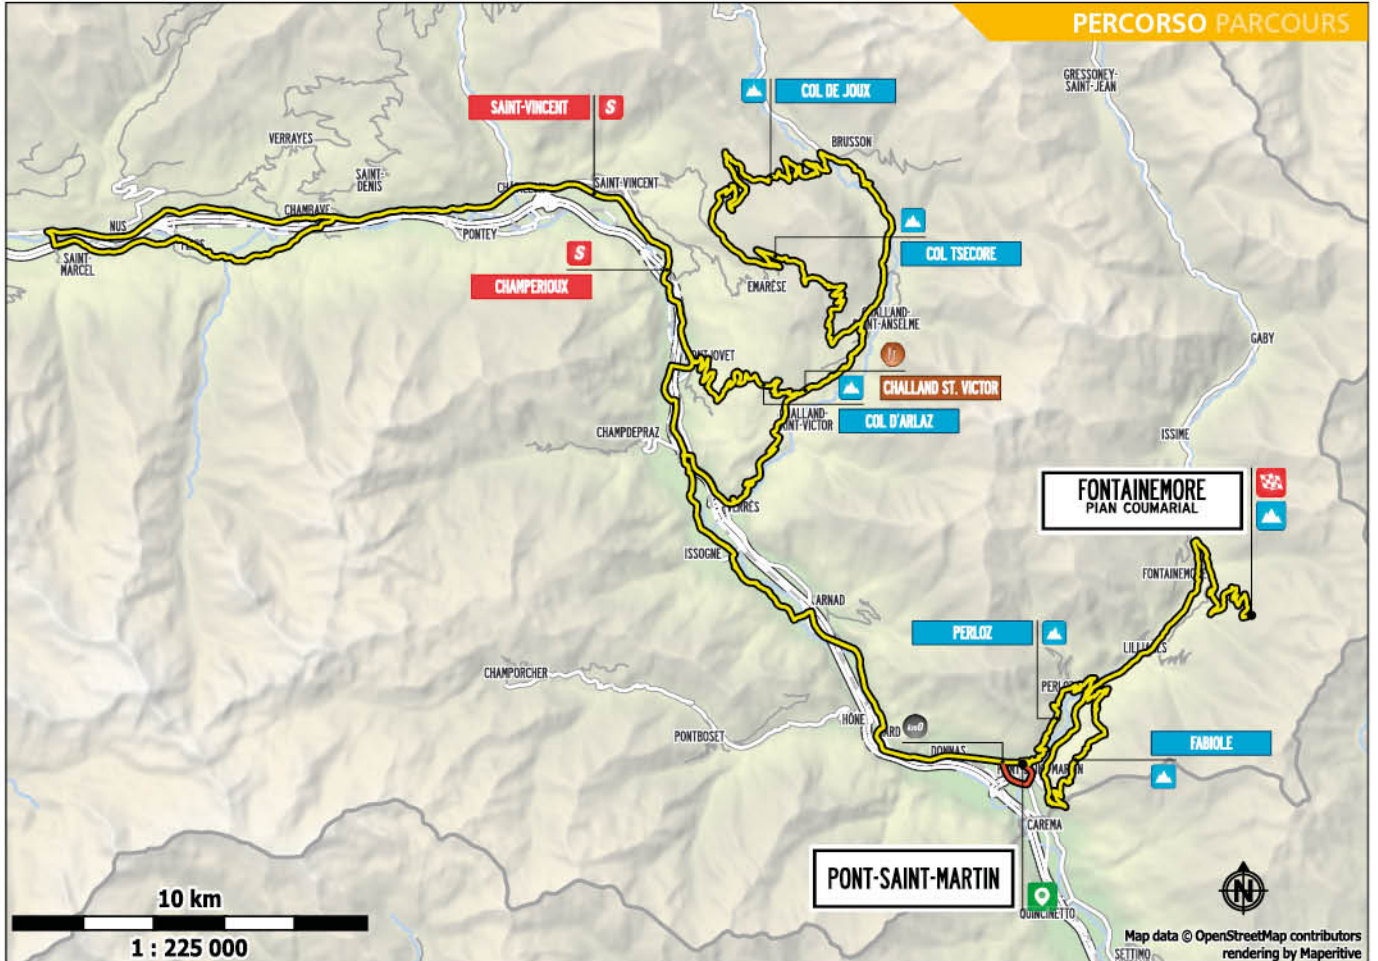 PERCORSO PARCOURS
GRESSONEY-
SAINT-JEAN
COL DE JOUX
SAINT-VINCENT
S
VERRAYES
BRUSSON
SAINT-
DENIS
SAINT-VINCENT
CHAMBAVE
NUS
PONTEY
SAINT-
MARCEL
S
COL TSECORE
CHAMPERIOUX
EMARÈSE
GABY
CHALLAND ST. VICTOR
COL D'ARLAZ
CHAMPDEPRAZ
ISSIME
FONTAINEMORE
PIAN COUMARIAL
ISSOGNE
ARNAD
PERLOZ
CHAMPORCHER
HÔNE
km0
PONTBOSET
DONNAS
FABIOLE
CAREMA
PONT-SAINT-MARTIN
N
QUINCINETTO
10 km
1 : 225 000
Map data © OpenStreetMap contributors
rendering by Maperitive
SETTIMO